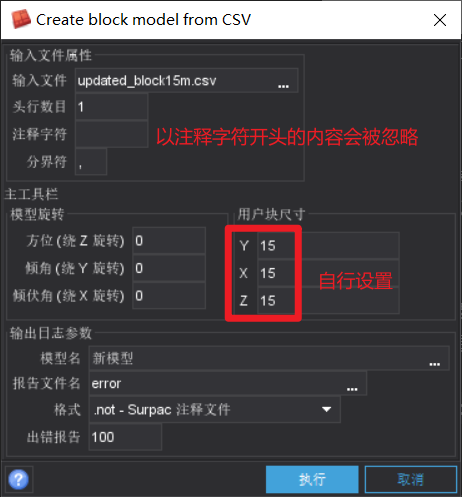 Create block model from CSV
输入文件属性
输入文件 updated_block15m.csv ...
头行数目 1
注释字符 以注释字符开头的内容会被忽略
分界符 ,
主工具栏
模型旋转 用户块尺寸
方位 (绕 Z 旋转) 0 Y 15
倾角 (绕 Y 旋转) 0 X 15 自行设置
倾伏角 (绕 X 旋转) 0 Z 15
输出日志参数
模型名 新模型 ...
报告文件名 error ...
格式 .not - Surpac 注释文件
出错报告 100
? 执行 取消